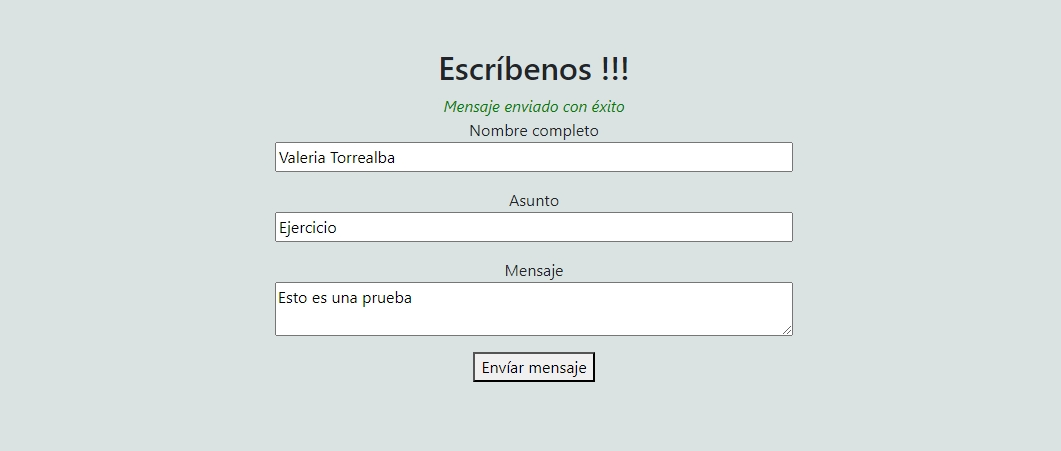 Escríbenos !!!
Mensaje enviado con éxito
Nombre completo
Valeria Torrealba
Asunto
Ejercicio
Mensaje
Esto es una prueba
Envíar mensaje